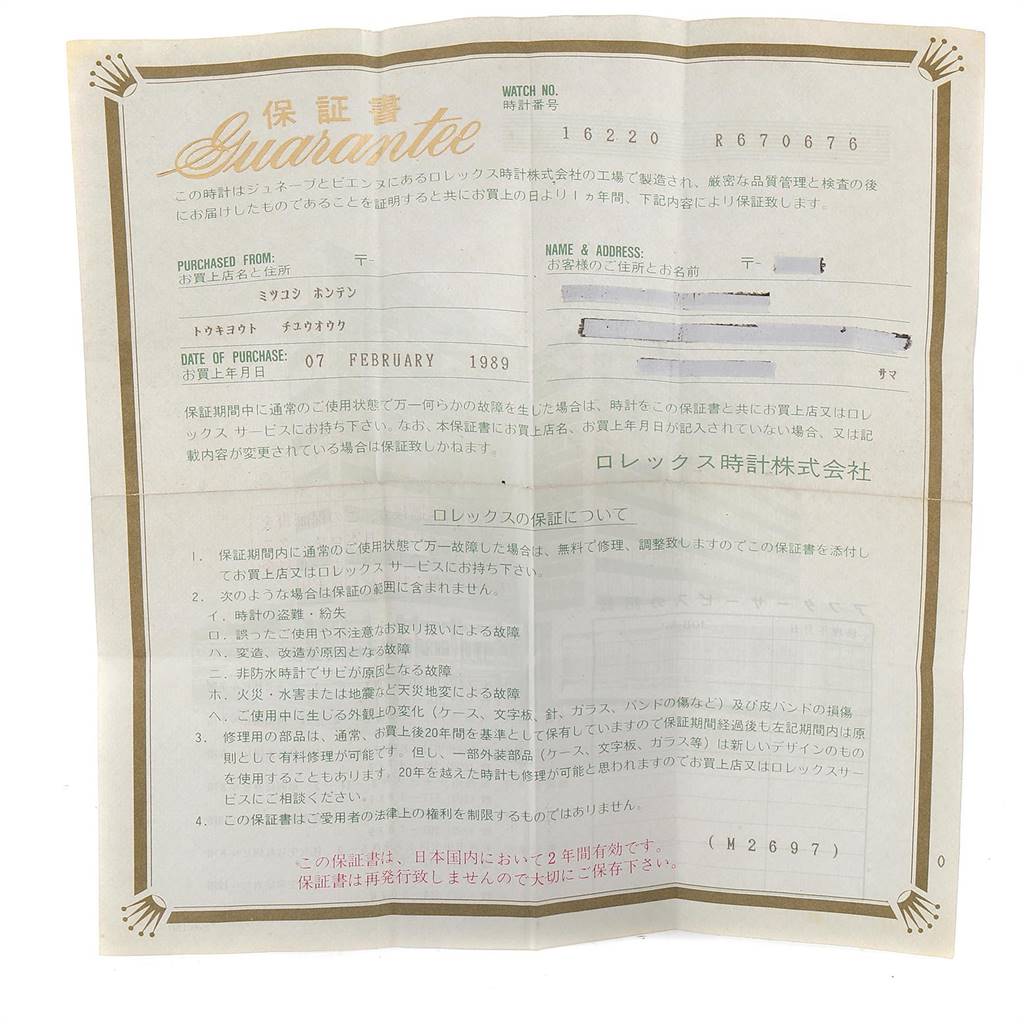 保証書
Guarantee
WATCH NO.
時計番号
16220 R670676
この時計はジュネーブとビエンヌにあるロレックス時計株式会社の工場で製造され、厳密な品質管理と検査の後
にお届けしたものであることを証明すると共にお買上の日より1ヵ年間、下記内容により保証致します。
PURCHASED FROM:
お買上店名と住所 〒-
ミツコシ ホンテン
トウキヨウト チユウオウク
DATE OF PURCHASE:
お買上年月日
07 FEBRUARY 1989
NAME & ADDRESS:
お客様のご住所とお名前 〒-
サマ
保証期間中に通常のご使用状態で万一何らかの故障を生じた場合は、時計をこの保証書と共にお買上店又はロレ
ックス サービスにお持ち下さい。なお、本保証書にお買上店名、お買上年月日が記入されていない場合、又は記
載内容が変更されている場合は保証致しかねます。
ロレックス時計株式会社
ロレックスの保証について
1. 保証期間内に通常のご使用状態で万一故障した場合は、無料で修理、調整致しますのでこの保証書を添付し
てお買上店又はロレックス サービスにお持ち下さい。
2. 次のような場合は保証の範囲に含まれません。
イ. 時計の盗難・紛失
ロ. 誤ったご使用や不注意なお取り扱いによる故障
ハ. 変造、改造が原因となる故障
ニ. 非防水時計でサビが原因となる故障
ホ. 火災・水害または地震など天災地変による故障
ヘ. ご使用中に生じる外観上の変化(ケース、文字板、針、ガラス、バンドの傷など)及び皮バンドの損傷
3. 修理用の部品は、通常、お買上後20年間を基準として保有していますので保証期間経過後も左記期間内は原
則として有料修理が可能です。但し、一部外装部品(ケース、文字板、ガラス等)は新しいデザインのもの
を使用することもあります。20年を越えた時計も修理が可能と思われますのでお買上店又はロレックスサー
ビスにご相談ください。
4. この保証書はご愛用者の法律上の権利を制限するものではありません。
(M2697)
0
この保証書は、日本国内において2年間有効です。
保証書は再発行致しませんので大切にご保存下さい。